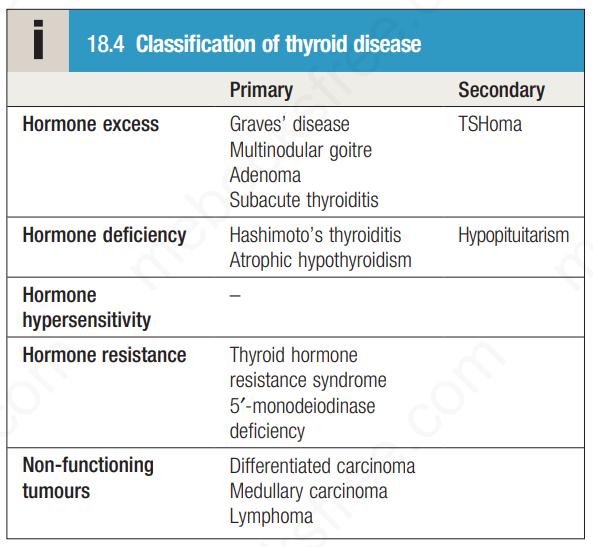 i
18.4 Classification of thyroid disease
Primary Secondary
Hormone excess Graves’ disease TSHoma
Multinodular goitre
Adenoma
Subacute thyroiditis
Hormone deficiency Hashimoto’s thyroiditis Hypopituitarism
Atrophic hypothyroidism
Hormone –
hypersensitivity
Hormone resistance Thyroid hormone
resistance syndrome
5′-monodeiodinase
deficiency
Non-functioning Differentiated carcinoma
tumours Medullary carcinoma
Lymphoma